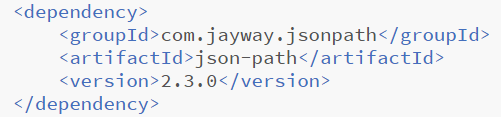 <dependency>
    <groupId>com.jayway.jsonpath</groupId>
    <artifactId>json-path</artifactId>
    <version>2.3.0</version>
</dependency>